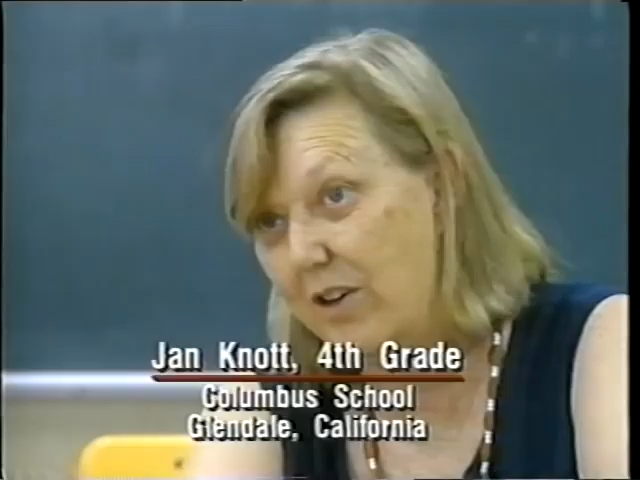 Jan Knott, 4th Grade
Columbus School
Glendale, California